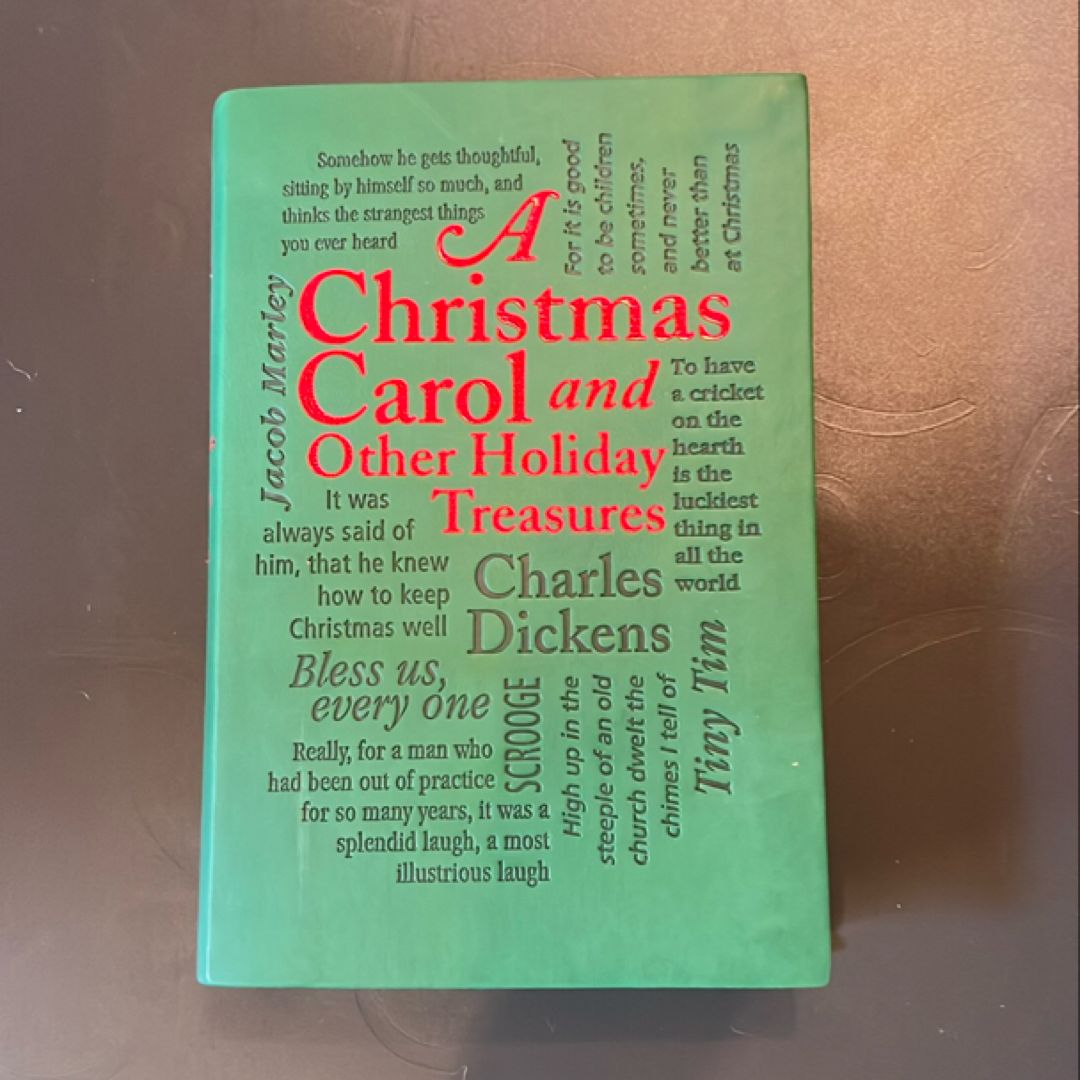 Somehow he gets thoughtful,
sitting by himself so much, and
thinks the strangest things
you ever heard
For it is good
to be children
sometimes,
and never
better than
at Christmas
A
Christmas
Carol and
Other Holiday
Treasures
Jacob Marley
To have
a cricket
on the
hearth
is the
luckiest
thing in
all the
world
It was
always said of
him, that he knew
how to keep
Christmas well
Charles
Dickens
Bless us,
every one
SCROOGE
High up in the
steeple of an old
church dwelt the
chimes I tell of
Tiny Tim
Really, for a man who
had been out of practice
for so many years, it was a
splendid laugh, a most
illustrious laugh